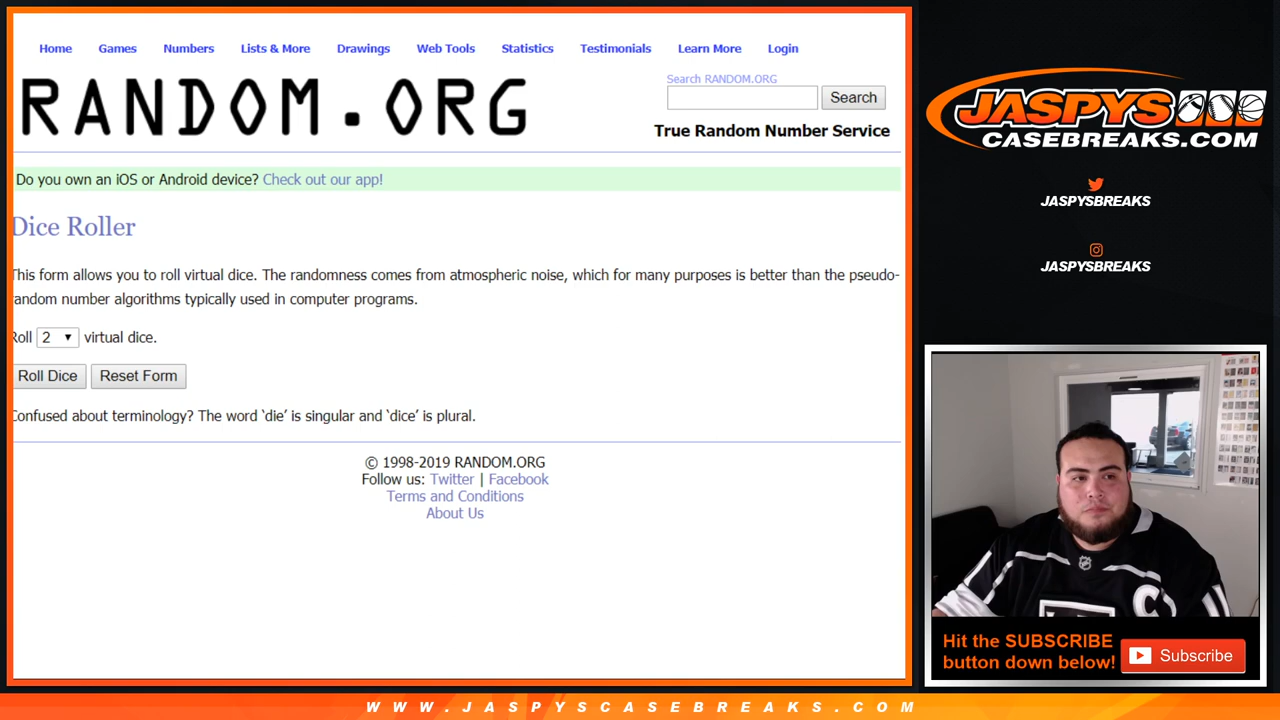 Home Games Numbers Lists & More Drawings Web Tools Statistics Testimonials Learn More Login
RANDOM.ORG
Search RANDOM.ORG
Search
True Random Number Service
Do you own an iOS or Android device? Check out our app!
Dice Roller
This form allows you to roll virtual dice. The randomness comes from atmospheric noise, which for many purposes is better than the pseudo-
random number algorithms typically used in computer programs.
Roll 2 virtual dice.
Roll Dice Reset Form
Confused about terminology? The word ‘die’ is singular and ‘dice’ is plural.
© 1998-2019 RANDOM.ORG
Follow us: Twitter | Facebook
Terms and Conditions
About Us
JASPYS
CASEBREAKS.COM
JASPYSBREAKS
JASPYSBREAKS
C
Hit the SUBSCRIBE
button down below!
Subscribe
WWW.JASPYSCASEBREAKS.COM